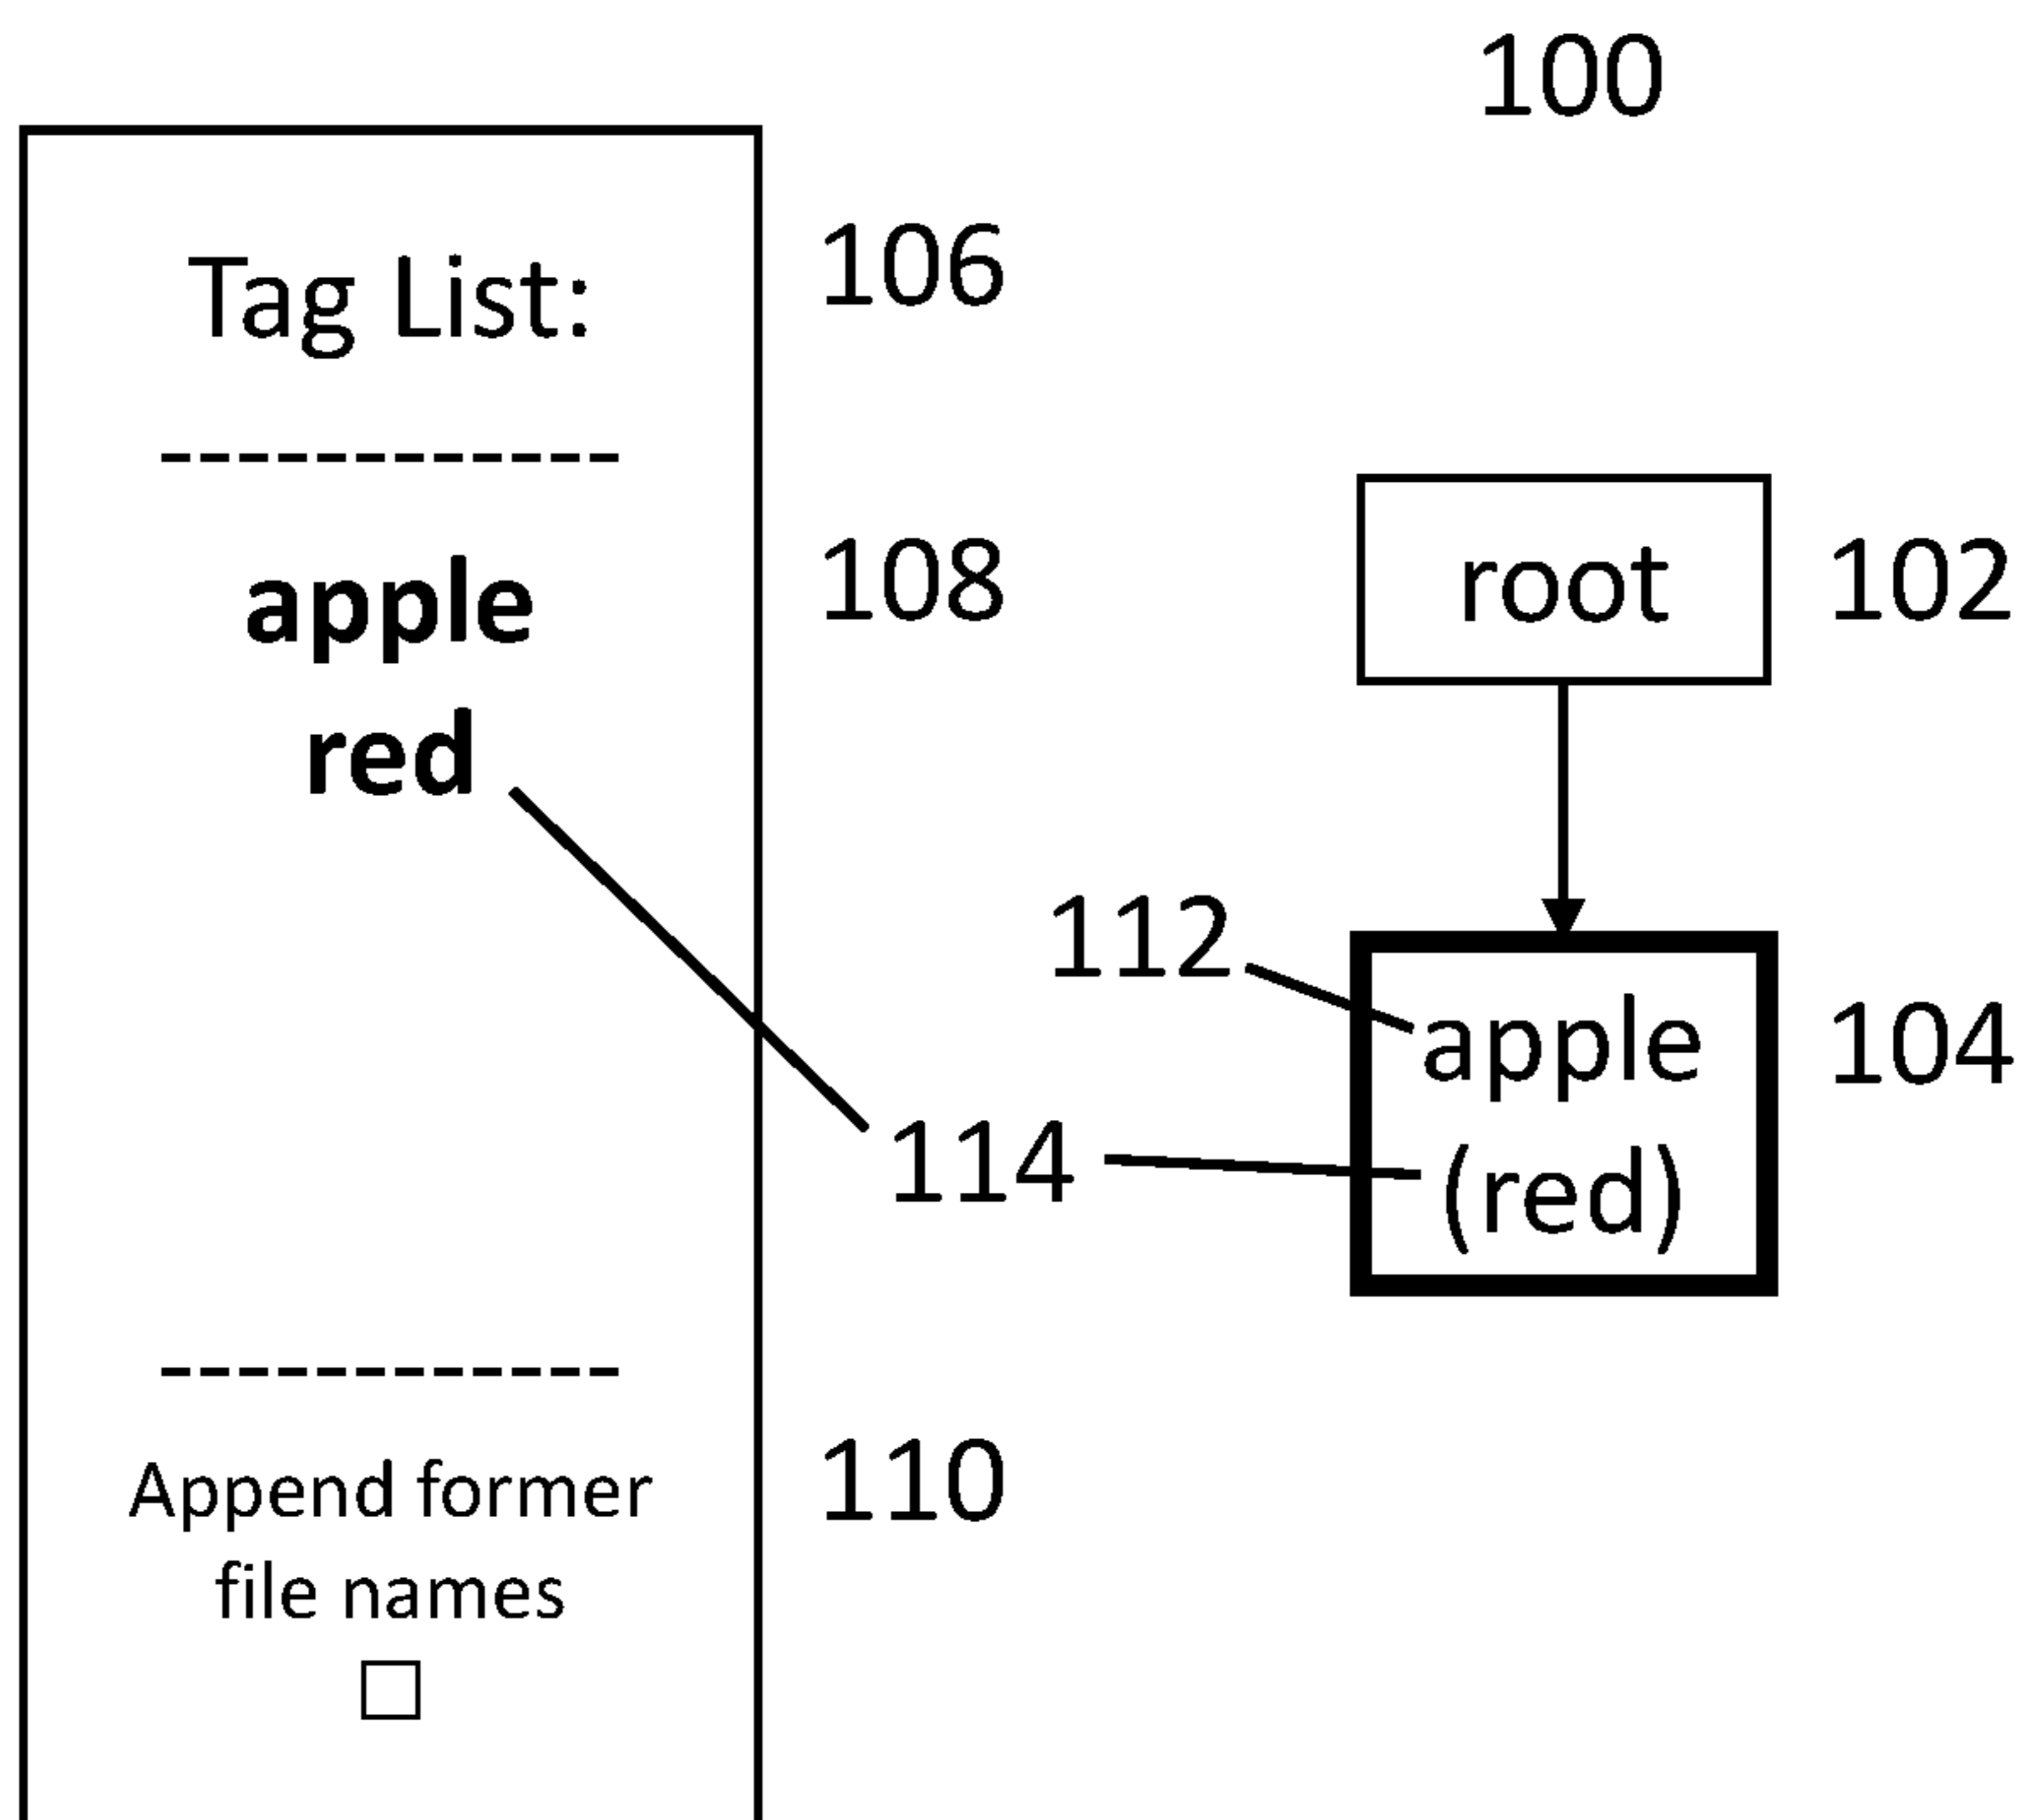 100
Tag List:
106
--------------
apple
108
root
102
red
112
apple
104
114
(red)
------------
Append former
110
file names